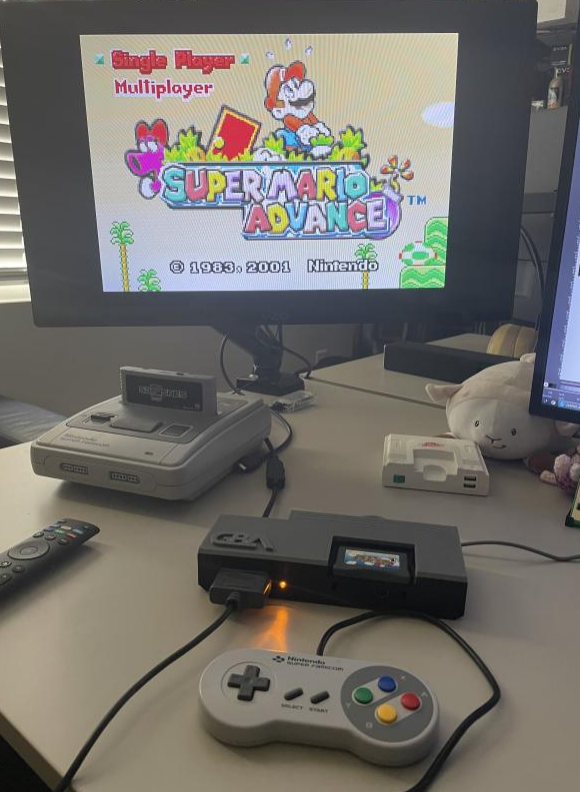 Single Player
Multiplayer
SUPER MARIO
ADVANCE
TM
© 1983, 2001 Nintendo
GBA
Nintendo
SUPER FAMICOM
SELECT START